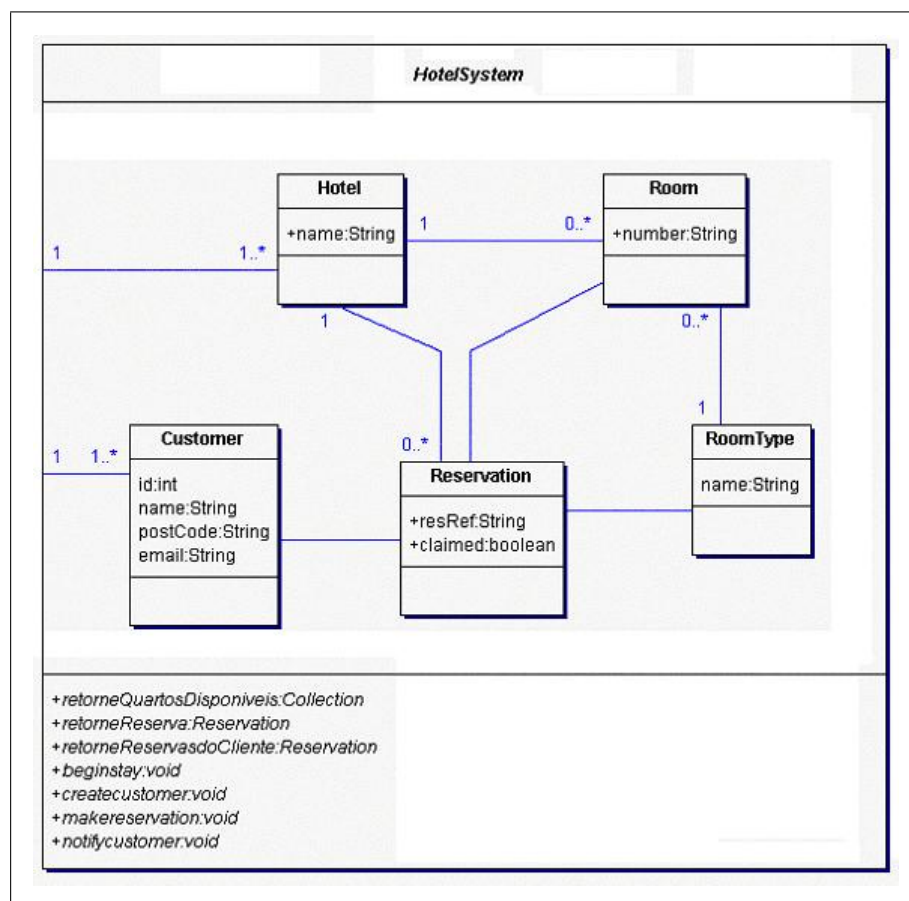 HotelSystem
Hotel
+name:String
Room
+number:String
1
1..*
1
0..*
1
0..*
1
0..*
1
1..*
Customer
id:int
name:String
postCode:String
email:String
Reservation
+resRef:String
+claimed:boolean
RoomType
name:String
+retorneQuartosDisponiveis:Collection
+retorneReserva:Reservation
+retorneReservasdoCliente:Reservation
+beginstay:void
+createcustomer:void
+makereservation:void
+notifycustomer:void